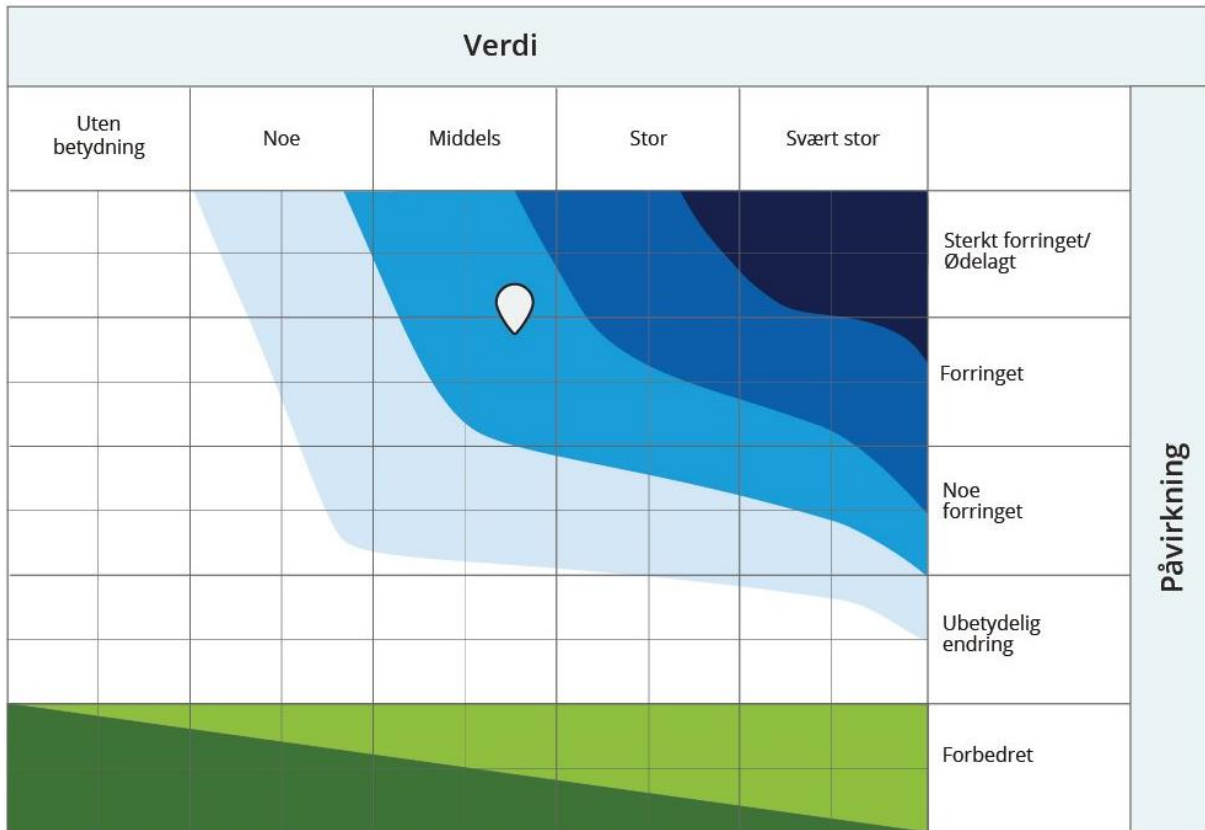 Verdi
Uten
betydning
Noe
Middels
Stor
Svært stor
Sterkt forringet/
Ødelagt
Forringet
Noe
forringet
Ubetydelig
endring
Forbedret
Påvirkning